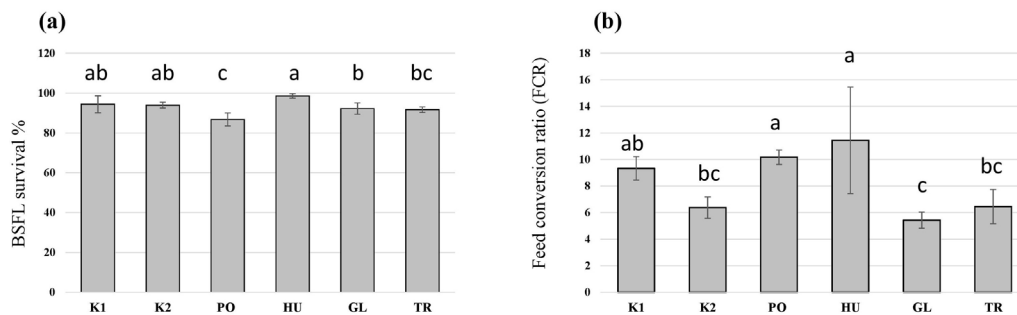 (a)
BSFL survival %
120
100
80
60
40
20
0
ab
ab
c
a
b
bc
K1
K2
PO
HU
GL
TR
(b)
Feed conversion ratio (FCR)
18
16
14
12
10
8
6
4
2
0
ab
bc
a
a
c
bc
K1
K2
PO
HU
GL
TR